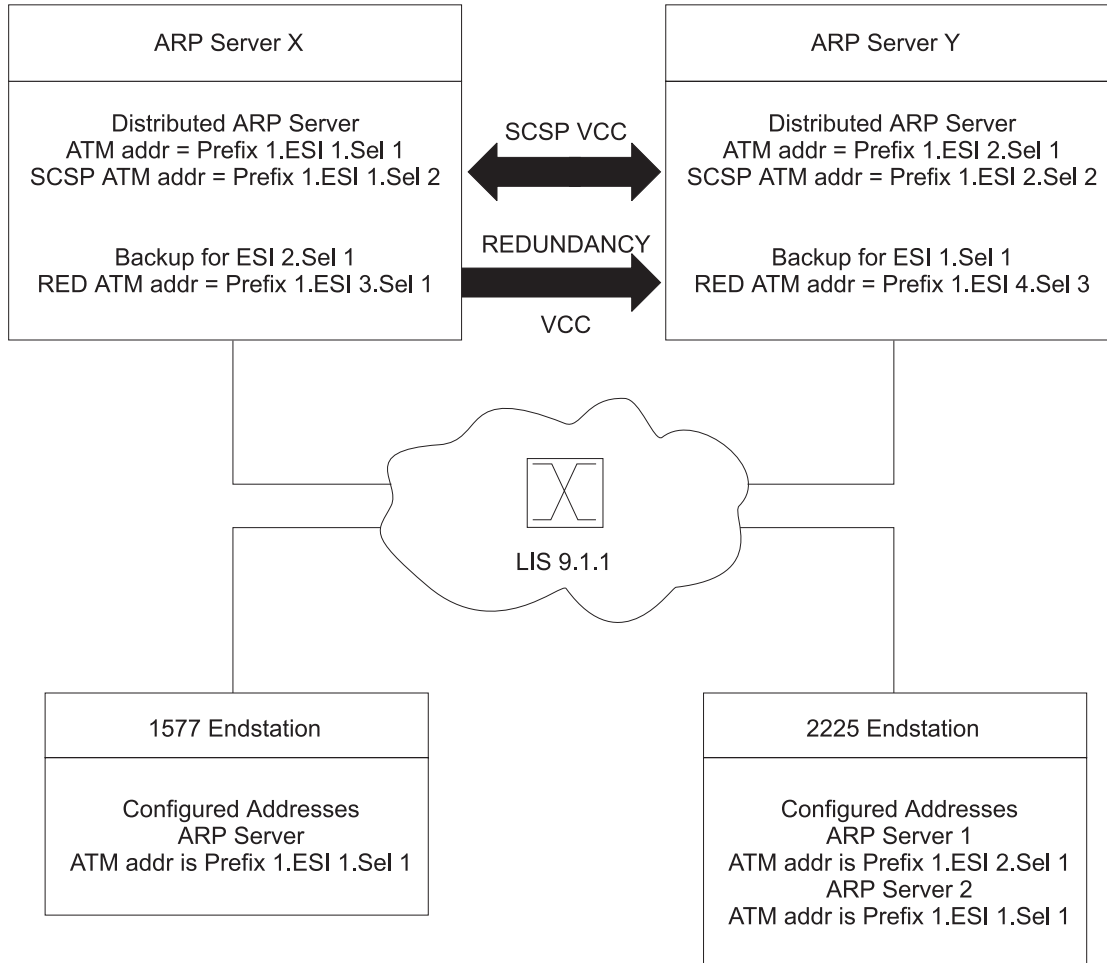 ARP Server X
Distributed ARP Server
ATM addr = Prefix 1.ESI 1.Sel 1
SCSP ATM addr = Prefix 1.ESI 1.Sel 2
Backup for ESI 2.Sel 1
RED ATM addr = Prefix 1.ESI 3.Sel 1
SCSP VCC
REDUNDANCY
VCC
ARP Server Y
Distributed ARP Server
ATM addr = Prefix 1.ESI 2.Sel 1
SCSP ATM addr = Prefix 1.ESI 2.Sel 2
Backup for ESI 1.Sel 1
RED ATM addr = Prefix 1.ESI 4.Sel 3
LIS 9.1.1
1577 Endstation
Configured Addresses
ARP Server
ATM addr is Prefix 1.ESI 1.Sel 1
2225 Endstation
Configured Addresses
ARP Server 1
ATM addr is Prefix 1.ESI 2.Sel 1
ARP Server 2
ATM addr is Prefix 1.ESI 1.Sel 1